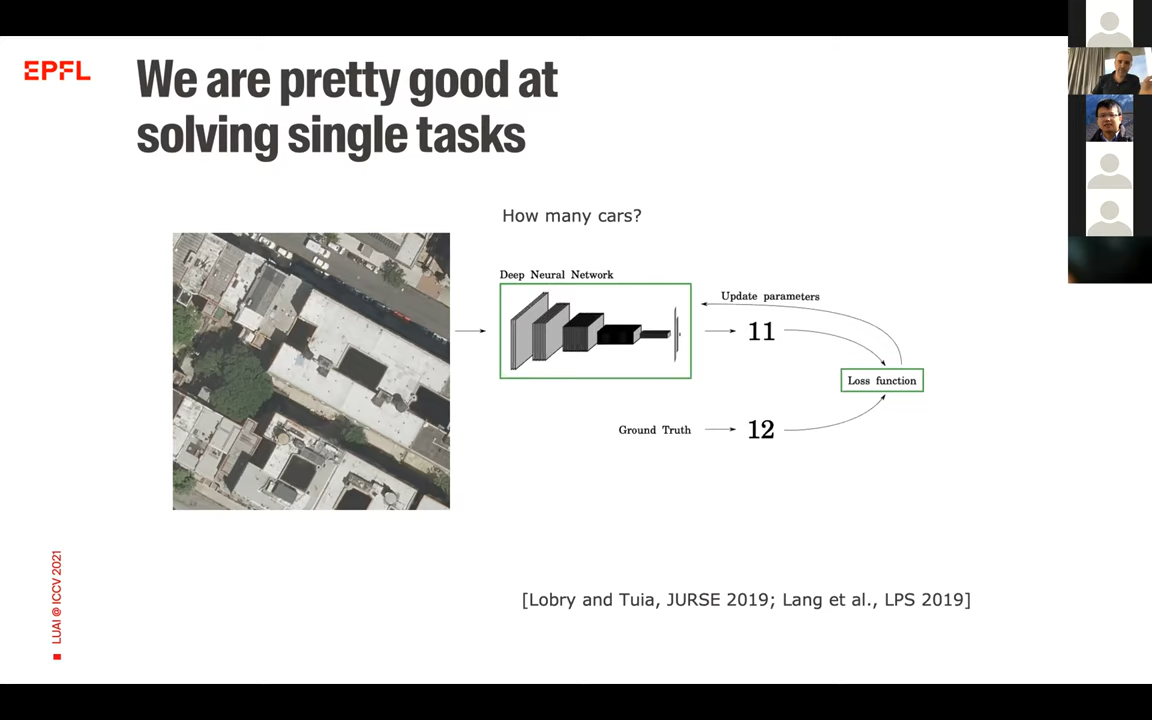 EPFL
We are pretty good at
solving single tasks
How many cars?
Deep Neural Network
Update parameters
11
Loss function
Ground Truth
12
[Lobry and Tuia, JURSE 2019; Lang et al., LPS 2019]
LUAI @ ICCV 2021